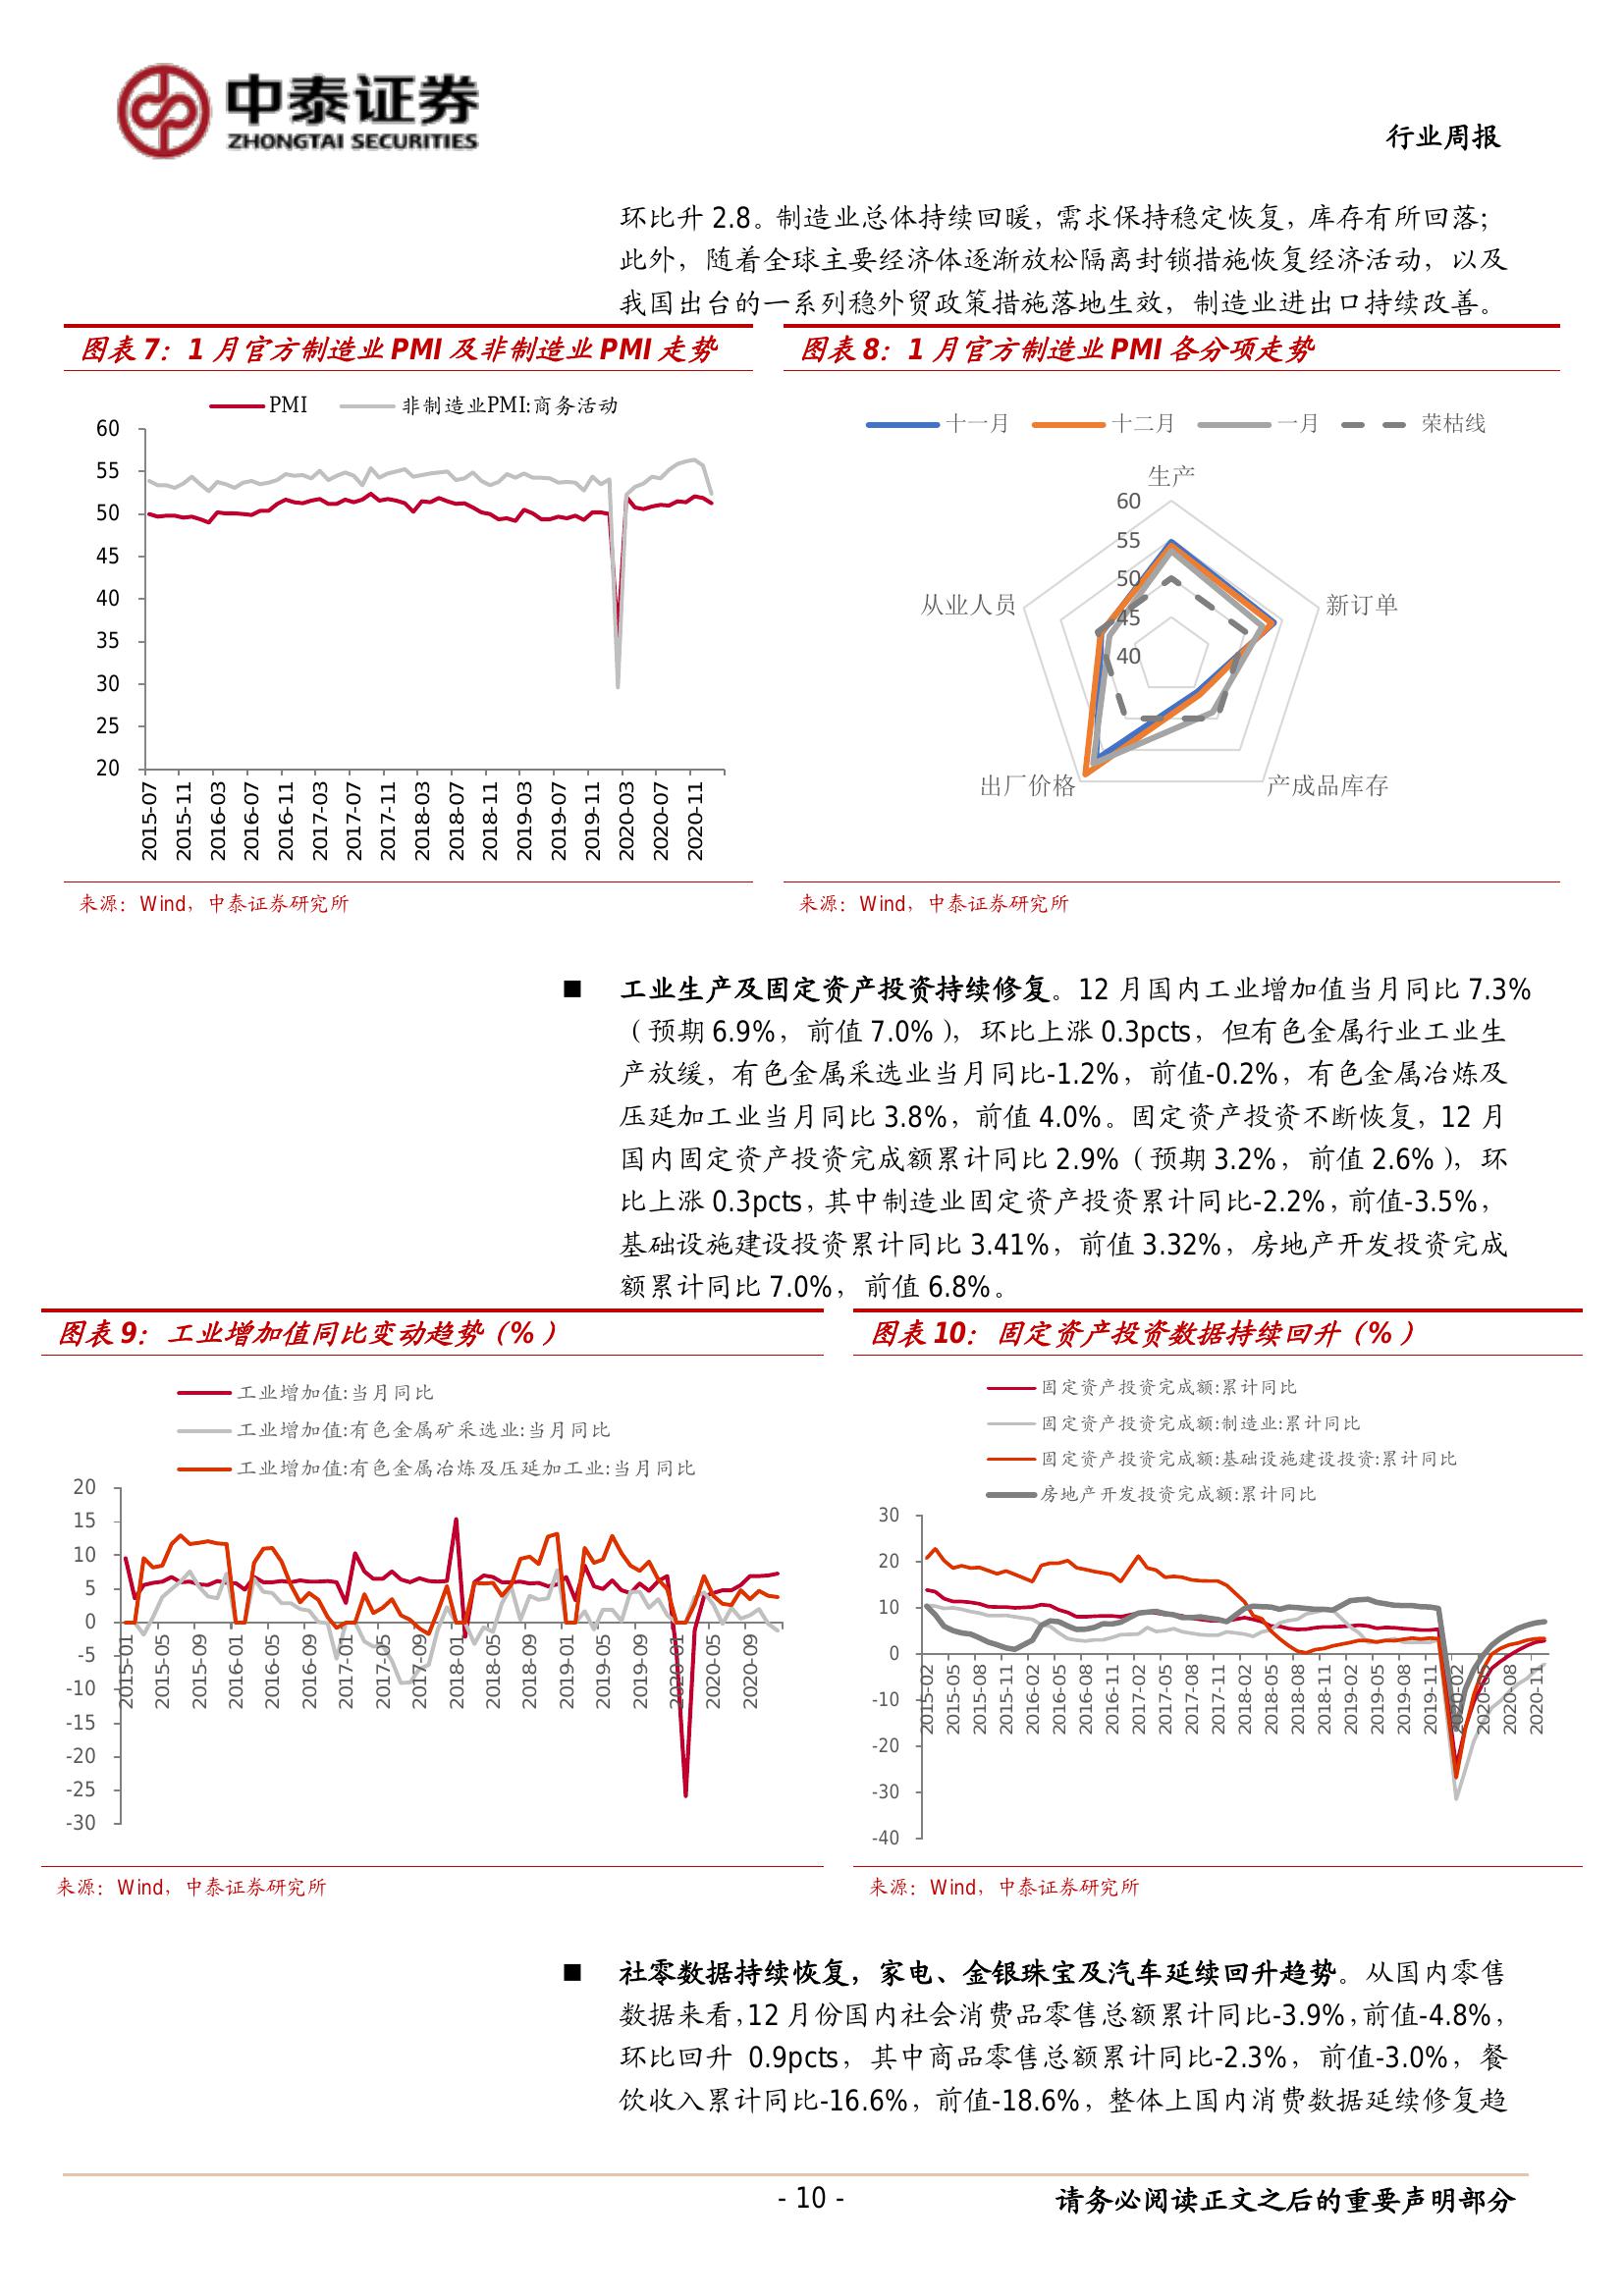 中泰证券
ZHONGTAI SECURITIES
行业周报
环比升 2.8。制造业总体持续回暖，需求保持稳定恢复，库存有所回落；
此外，随着全球主要经济体逐渐放松隔离封锁措施恢复经济活动，以及
我国出台的一系列稳外贸政策措施落地生效，制造业进出口持续改善。
图表 7：1 月官方制造业 PMI 及非制造业 PMI 走势
PMI 非制造业PMI:商务活动
60
55
50
45
40
35
30
25
20
2015-07 2015-11 2016-03 2016-07 2016-11 2017-03 2017-07 2017-11 2018-03 2018-07 2018-11 2019-03 2019-07 2019-11 2020-03 2020-07 2020-11
来源：Wind，中泰证券研究所
图表 8：1 月官方制造业 PMI 各分项走势
十一月 十二月 一月 荣枯线
生产
60
55
50
45
40
从业人员 新订单
出厂价格 产成品库存
来源：Wind，中泰证券研究所
■ 工业生产及固定资产投资持续修复。12 月国内工业增加值当月同比 7.3%
（预期 6.9%，前值 7.0%），环比上涨 0.3pcts，但有色金属行业工业生
产放缓，有色金属采选业当月同比-1.2%，前值-0.2%，有色金属冶炼及
压延加工业当月同比 3.8%，前值 4.0%。固定资产投资不断恢复，12 月
国内固定资产投资完成额累计同比 2.9%（预期 3.2%，前值 2.6%），环
比上涨 0.3pcts，其中制造业固定资产投资累计同比-2.2%，前值-3.5%，
基础设施建设投资累计同比 3.41%，前值 3.32%，房地产开发投资完成
额累计同比 7.0%，前值 6.8%。
图表 9：工业增加值同比变动趋势（%）
工业增加值:当月同比
工业增加值:有色金属矿采选业:当月同比
工业增加值:有色金属冶炼及压延加工业:当月同比
20
15
10
5
0
-5
-10
-15
-20
-25
-30
2015-01 2015-05 2015-09 2016-01 2016-05 2016-09 2017-01 2017-05 2017-09 2018-01 2018-05 2018-09 2019-01 2019-05 2019-09 2020-01 2020-05 2020-09
来源：Wind，中泰证券研究所
图表 10：固定资产投资数据持续回升（%）
固定资产投资完成额:累计同比
固定资产投资完成额:制造业:累计同比
固定资产投资完成额:基础设施建设投资:累计同比
房地产开发投资完成额:累计同比
30
20
10
0
-10
-20
-30
-40
2015-02 2015-05 2015-08 2015-11 2016-02 2016-05 2016-08 2016-11 2017-02 2017-05 2017-08 2017-11 2018-02 2018-05 2018-08 2018-11 2019-02 2019-05 2019-08 2019-11 2020-02 2020-05 2020-08 2020-11
来源：Wind，中泰证券研究所
■ 社零数据持续恢复，家电、金银珠宝及汽车延续回升趋势。从国内零售
数据来看，12 月份国内社会消费品零售总额累计同比-3.9%，前值-4.8%，
环比回升 0.9pcts，其中商品零售总额累计同比-2.3%，前值-3.0%，餐
饮收入累计同比-16.6%，前值-18.6%，整体上国内消费数据延续修复趋
- 10 -
请务必阅读正文之后的重要声明部分